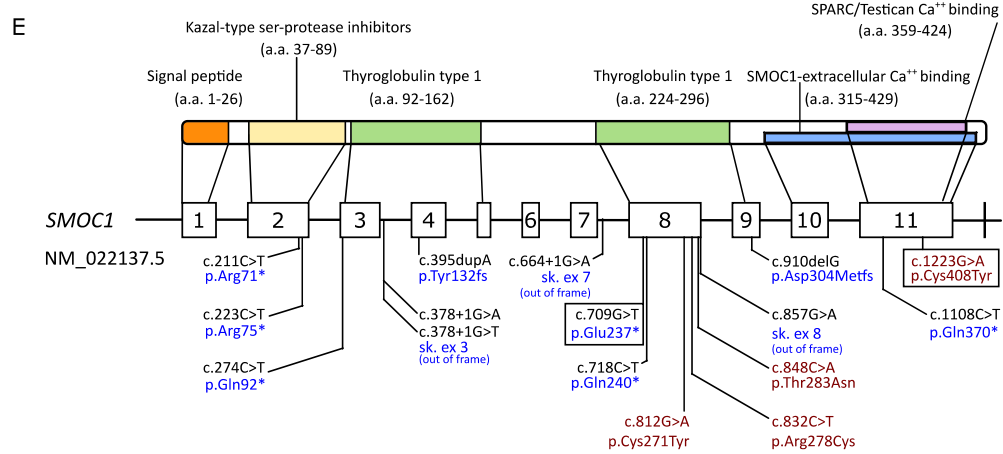 E
SPARC/Testican Ca⁺⁺ binding
(a.a. 359-424)
Kazal-type ser-protease inhibitors
(a.a. 37-89)
Signal peptide
(a.a. 1-26)
Thyroglobulin type 1
(a.a. 92-162)
Thyroglobulin type 1
(a.a. 224-296)
SMOC1-extracellular Ca⁺⁺ binding
(a.a. 315-429)
SMOC1
1 2 3 4 6 7 8 9 10 11
NM_022137.5
c.211C>T
p.Arg71*
c.223C>T
p.Arg75*
c.274C>T
p.Gln92*
c.395dupA
p.Tyr132fs
c.378+1G>A
c.378+1G>T
sk. ex 3
(out of frame)
c.664+1G>A
sk. ex 7
(out of frame)
c.709G>T
p.Glu237*
c.718C>T
p.Gln240*
c.812G>A
p.Cys271Tyr
c.910delG
p.Asp304Metfs
c.857G>A
sk. ex 8
(out of frame)
c.848C>A
p.Thr283Asn
c.832C>T
p.Arg278Cys
c.1223G>A
p.Cys408Tyr
c.1108C>T
p.Gln370*